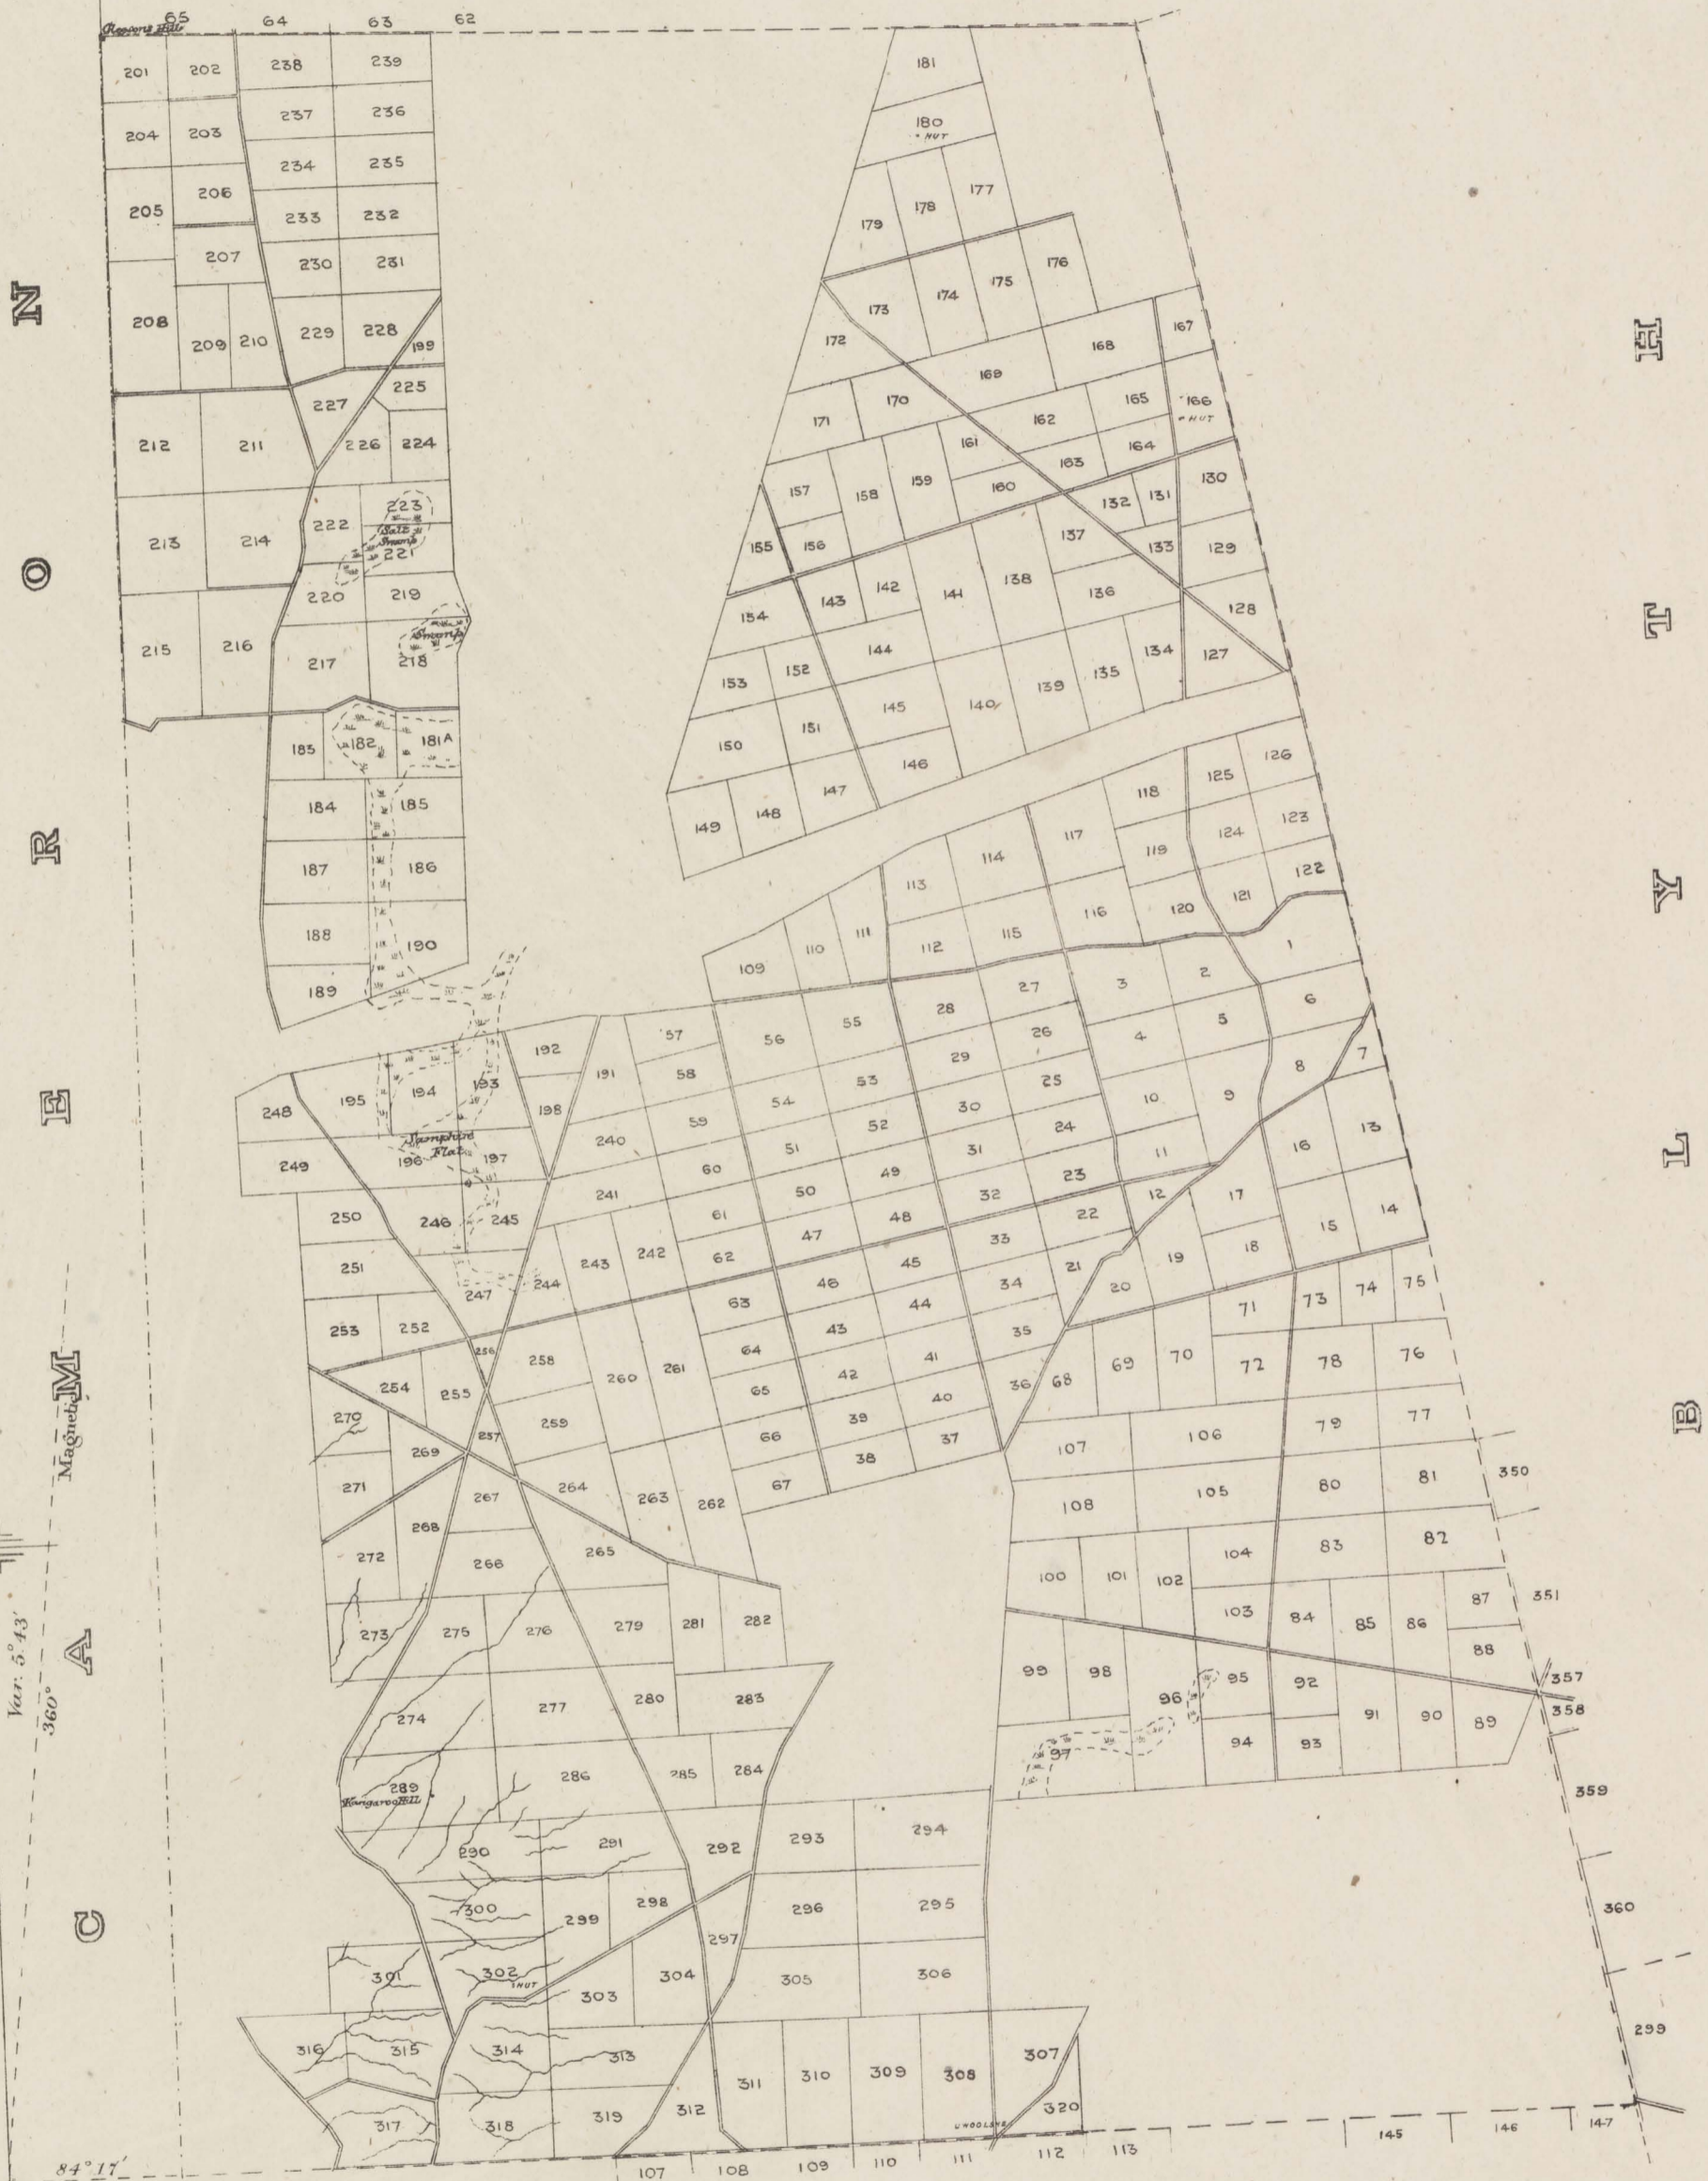 65 64 63 62
201 202 238 239 181
204 203 237 236 180
HUT
205 206 234 235 179 178 177
233 232
207 230 231 173 174 175 176
208 209 210 229 228 199 172 168 167
227 225 171 170 169 165 166
HUT
212 211 226 224 161 162 164
222 223 157 158 159 160 163 132 131 130
Salt
Swamp
213 214 221 155 156 137 133 129
220 219 154 143 142 141 138 136 128
Swamp
215 216 217 218 153 152 144 139 135 134 127
183 182 181A 150 151 145 140 126
184 185 149 148 147 146 118 125
187 186 114 117 119 124 123
188 190 113 116 120 121 122
189 109 110 111 112 115
1 2 3 27 28 55 56 57
6 5 4 26 29 53 54 58 191 192
7 8 9 10 25 30 52 51 59 198 193 194 195 248
Samphire
Flat
13 16 11 24 31 49 50 60 240 197 196 249
14 15 17 12 23 32 48 47 61 241 245 246 250
18 19 22 33 45 46 62 242 243 244 247 251
75 74 73 71 20 21 34 44 43 63 252 253
76 78 72 70 69 68 36 35 41 42 64 65 261 260 258 256 255 254
77 79 106 107 37 40 39 66 259 257 269 270
350 81 80 105 108 38 67 262 263 264 267 271
82 83 104 100 101 102 265 266 268 272
351 87 86 85 84 103 282 281 279 276 275 273
357 88 92 95 96 98 99 283 280 277 274
358 89 90 91 93 94 97 284 285 286 289
Kangaroo Hill
359 294 293 292 291 290
360 295 296 298 299 300
297
306 305 304 303 302 301
HUT
299 307 308 309 310 311 313 314 315 316
320 312 319 318 317
107 108 109 110 111 112 113 145 146 147
CAMERON
BLYTH
Magnetic
Var. 5° 43'
360°
84° 17'